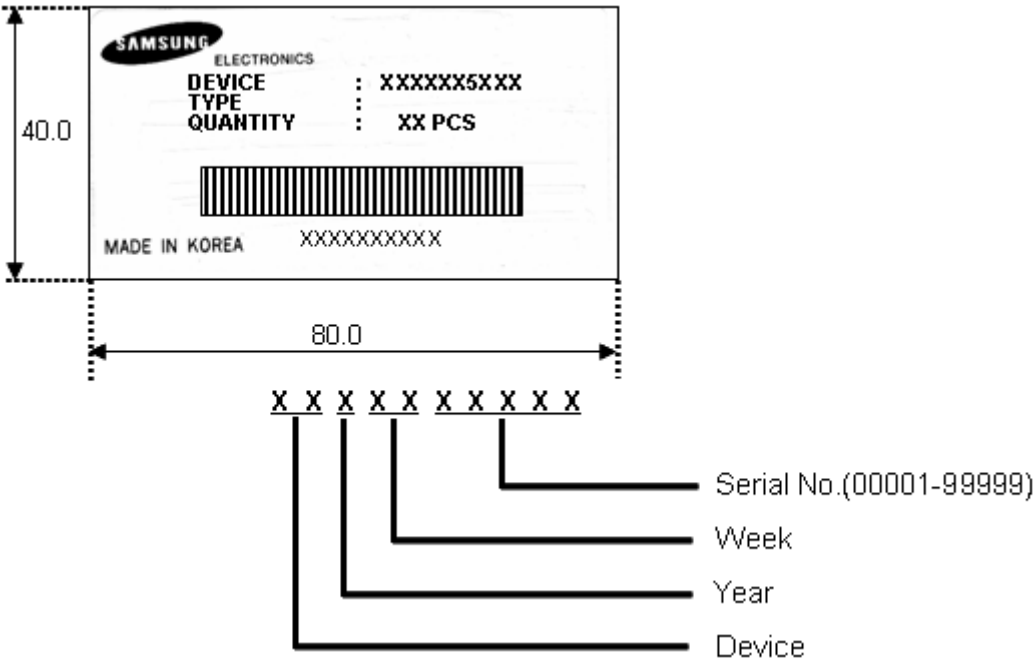 SAMSUNG
ELECTRONICS
DEVICE : XXXXXX5XXX
TYPE :
QUANTITY : XX PCS
40.0
MADE IN KOREA XXXXXXXXXX
80.0
X X X X X X X X X X
Serial No.(00001-99999)
Week
Year
Device